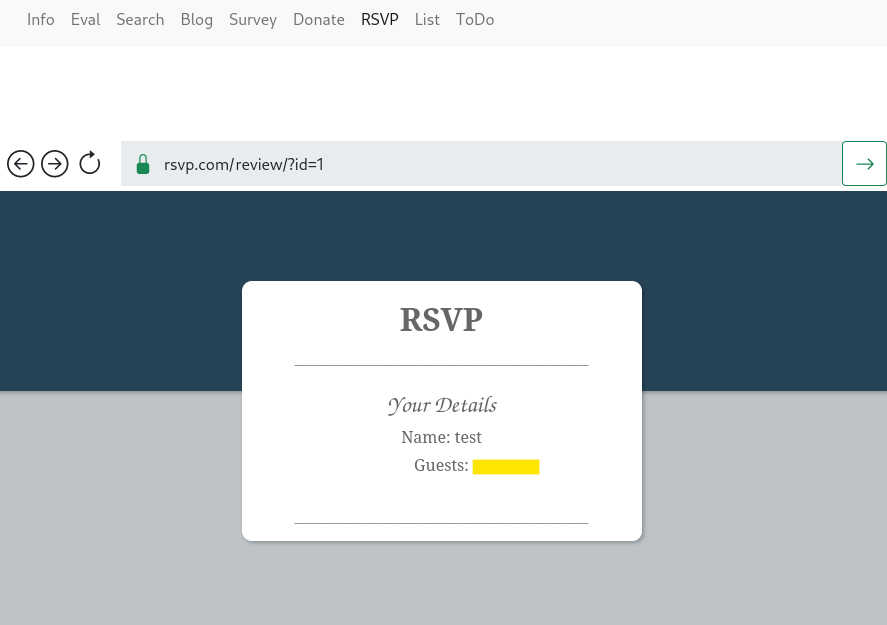 Info Eval Search Blog Survey Donate RSVP List ToDo
rsvp.com/review/?id=1
RSVP
Your Details
Name: test
Guests: